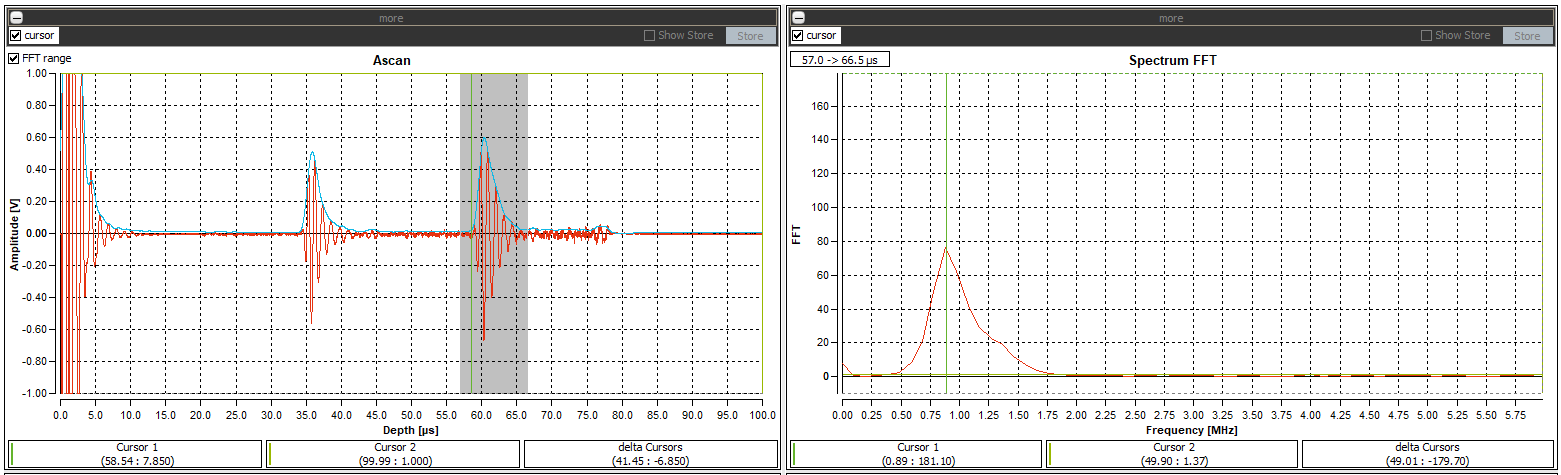 more
cursor
Show Store
Store
FFT range
Ascan
1.00
0.80
0.60
0.40
0.20
0.00
-0.20
-0.40
-0.60
-0.80
-1.00
Amplitude [V]
0.0 5.0 10.0 15.0 20.0 25.0 30.0 35.0 40.0 45.0 50.0 55.0 60.0 65.0 70.0 75.0 80.0 85.0 90.0 100.0
Depth [µs]
Cursor 1
(58.54 : 7.850)
Cursor 2
(99.99 : 1.000)
delta Cursors
(41.45 : -6.850)
more
cursor
Show Store
Store
57.0 -> 66.5 µs
Spectrum FFT
160
140
120
100
80
60
40
20
0
FFT
0.00 0.25 0.50 0.75 1.00 1.25 1.50 1.75 2.00 2.25 2.50 2.75 3.00 3.25 3.50 3.75 4.00 4.25 4.50 4.75 5.00 5.25 5.50 5.75
Frequency [MHz]
Cursor 1
(0.89 : 181.10)
Cursor 2
(49.90 : 1.37)
delta Cursors
(49.01 : -179.70)